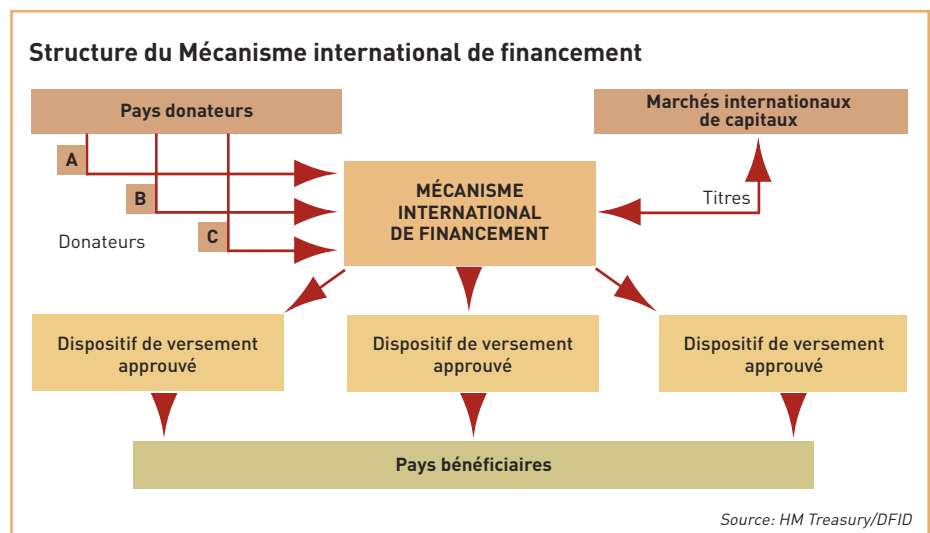 Structure du Mécanisme international de financement
Pays donateurs
Marchés internationaux
de capitaux
A
B
C
Donateurs
MÉCANISME
INTERNATIONAL
DE FINANCEMENT
Titres
Dispositif de versement
approuvé
Dispositif de versement
approuvé
Dispositif de versement
approuvé
Pays bénéficiaires
Source: HM Treasury/DFID